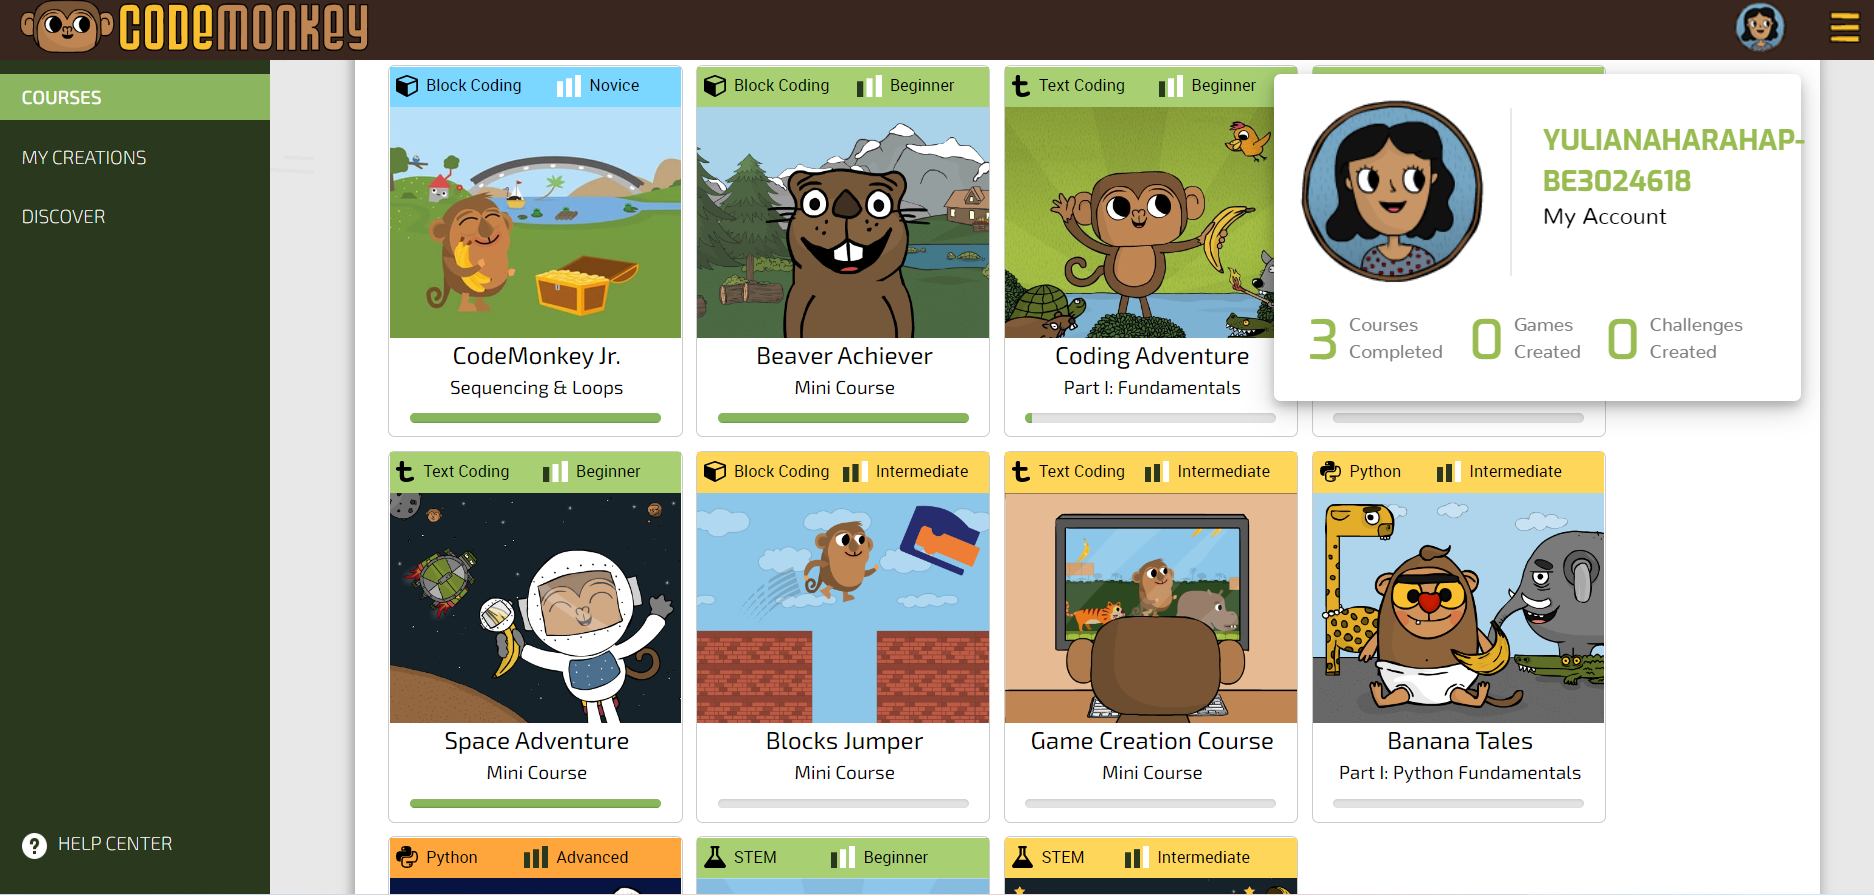 CODEMONKEY
COURSES
MY CREATIONS
DISCOVER
HELP CENTER
Block Coding Novice
CodeMonkey Jr.
Sequencing & Loops
Block Coding Beginner
Beaver Achiever
Mini Course
Text Coding Beginner
Coding Adventure
Part I: Fundamentals
YULIANAHARAHAP-
BE3024618
My Account
3 Courses
Completed
0 Games
Created
0 Challenges
Created
Text Coding Beginner
Space Adventure
Mini Course
Block Coding Intermediate
Blocks Jumper
Mini Course
Text Coding Intermediate
Game Creation Course
Mini Course
Python Intermediate
Banana Tales
Part I: Python Fundamentals
Python Advanced
STEM Beginner
STEM Intermediate